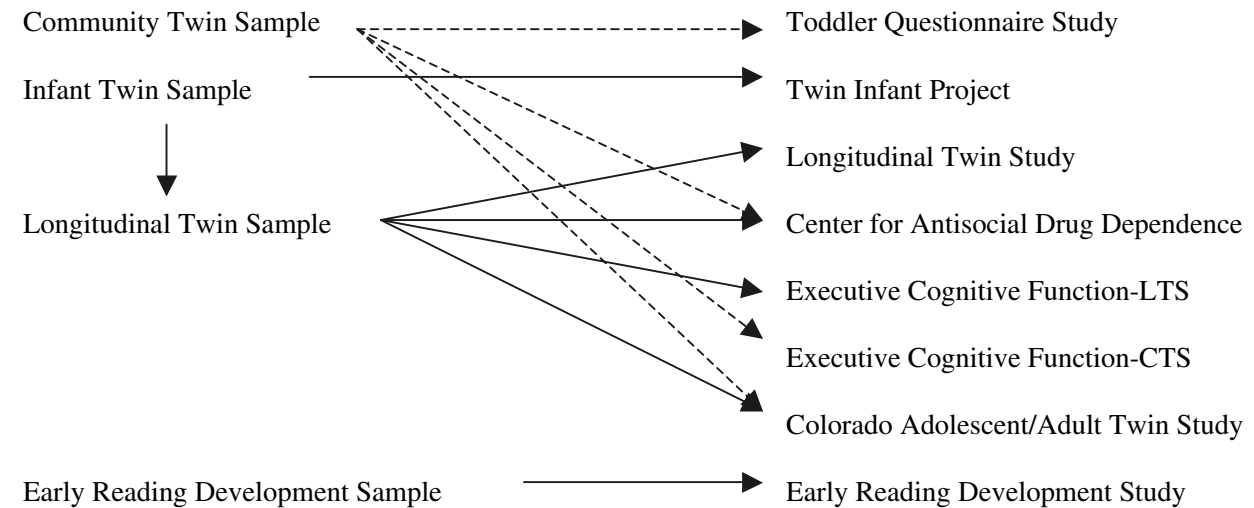 Community Twin Sample
Infant Twin Sample
Longitudinal Twin Sample
Early Reading Development Sample
Toddler Questionnaire Study
Twin Infant Project
Longitudinal Twin Study
Center for Antisocial Drug Dependence
Executive Cognitive Function-LTS
Executive Cognitive Function-CTS
Colorado Adolescent/Adult Twin Study
Early Reading Development Study